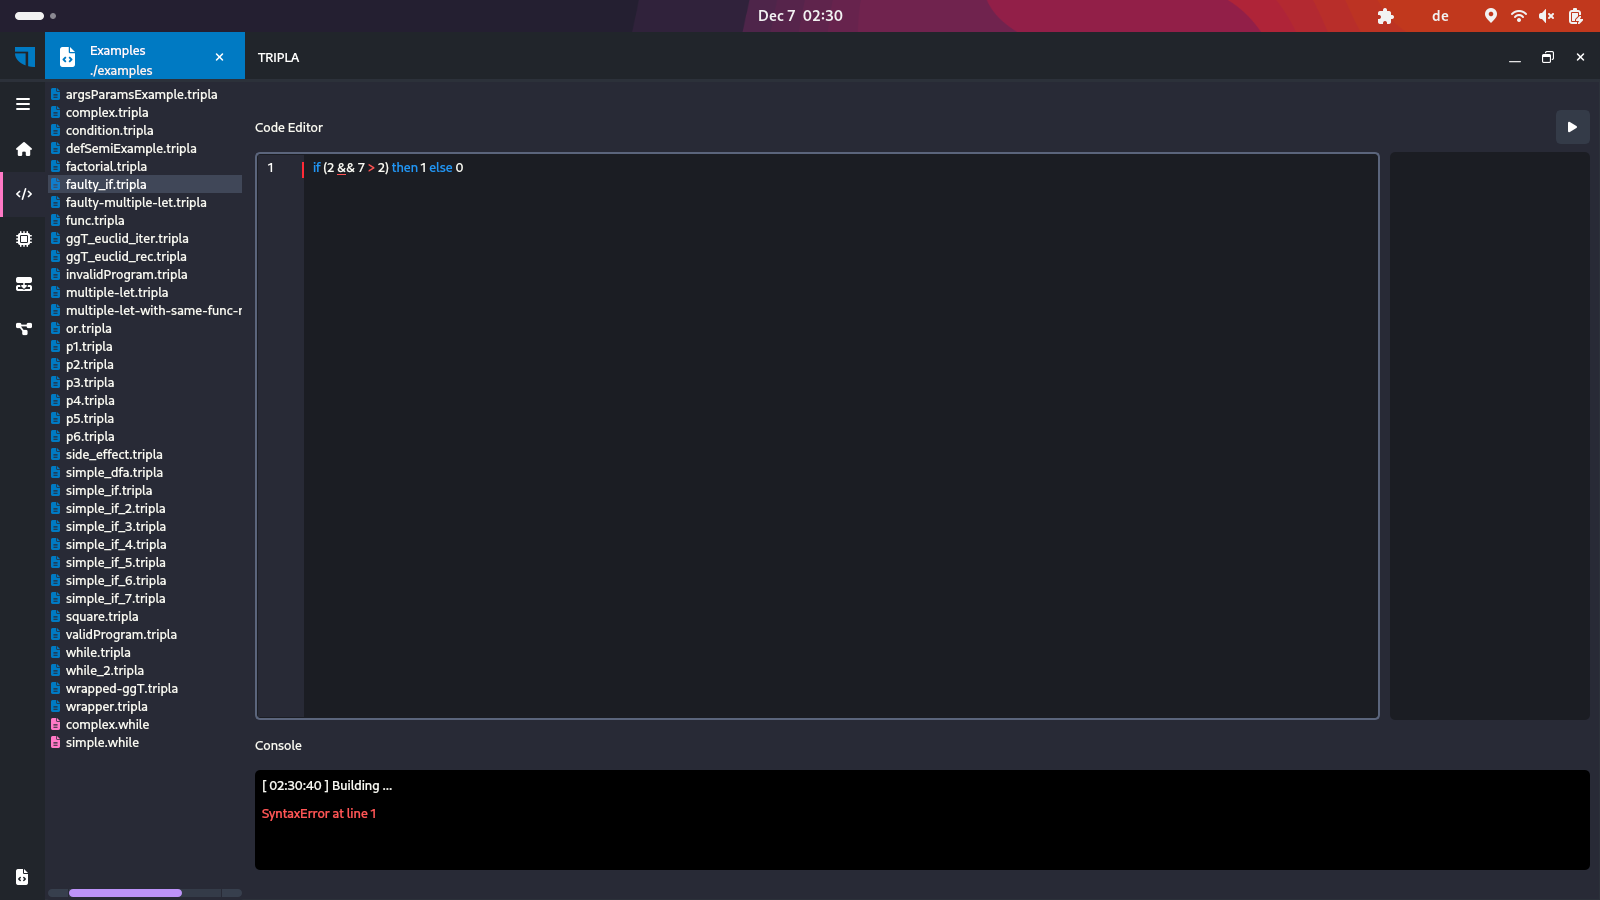 Dec 7 02:30
de
Examples
./examples
TRIPLA
argsParamsExample.tripla
complex.tripla
condition.tripla
defSemiExample.tripla
factorial.tripla
faulty_if.tripla
faulty-multiple-let.tripla
func.tripla
ggT_euclid_iter.tripla
ggT_euclid_rec.tripla
invalidProgram.tripla
multiple-let.tripla
multiple-let-with-same-func-r
or.tripla
p1.tripla
p2.tripla
p3.tripla
p4.tripla
p5.tripla
p6.tripla
side_effect.tripla
simple_dfa.tripla
simple_if.tripla
simple_if_2.tripla
simple_if_3.tripla
simple_if_4.tripla
simple_if_5.tripla
simple_if_6.tripla
simple_if_7.tripla
square.tripla
validProgram.tripla
while.tripla
while_2.tripla
wrapped-ggT.tripla
wrapper.tripla
complex.while
simple.while
Code Editor
1 if (2 && 7 > 2) then 1 else 0
Console
[ 02:30:40 ] Building ...
SyntaxError at line 1